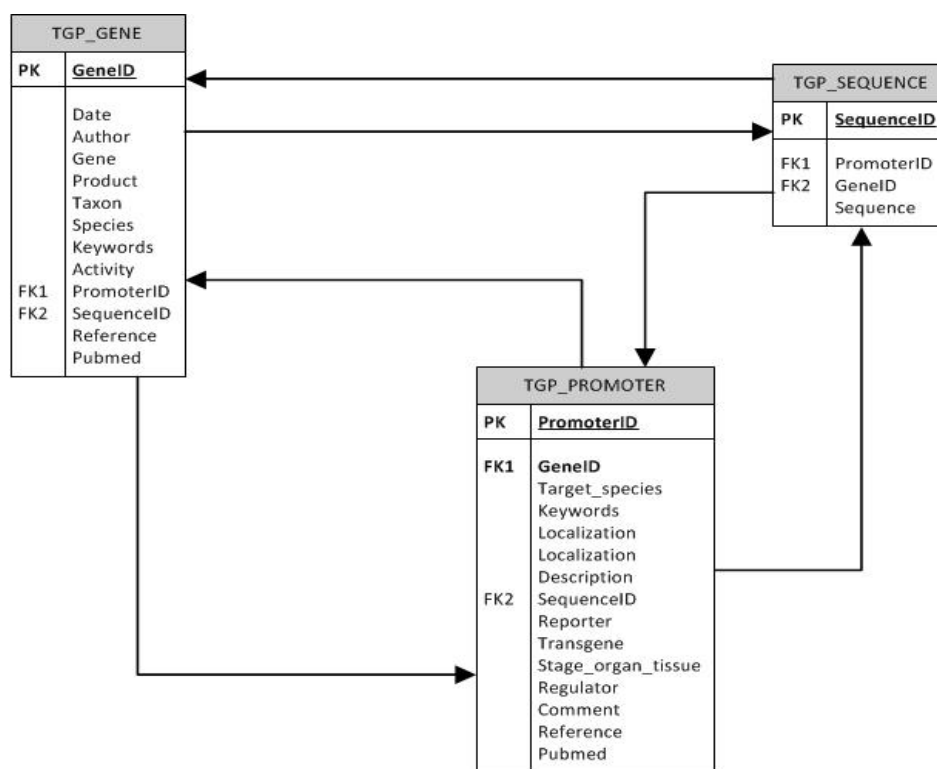 TGP_GENE
PK GeneID
Date
Author
Gene
Product
Taxon
Species
Keywords
Activity
FK1 PromoterID
FK2 SequenceID
Reference
Pubmed
TGP_SEQUENCE
PK SequenceID
FK1 PromoterID
FK2 GeneID
Sequence
TGP_PROMOTER
PK PromoterID
FK1 GeneID
Target_species
Keywords
Localization
Localization
Description
FK2 SequenceID
Reporter
Transgene
Stage_organ_tissue
Regulator
Comment
Reference
Pubmed